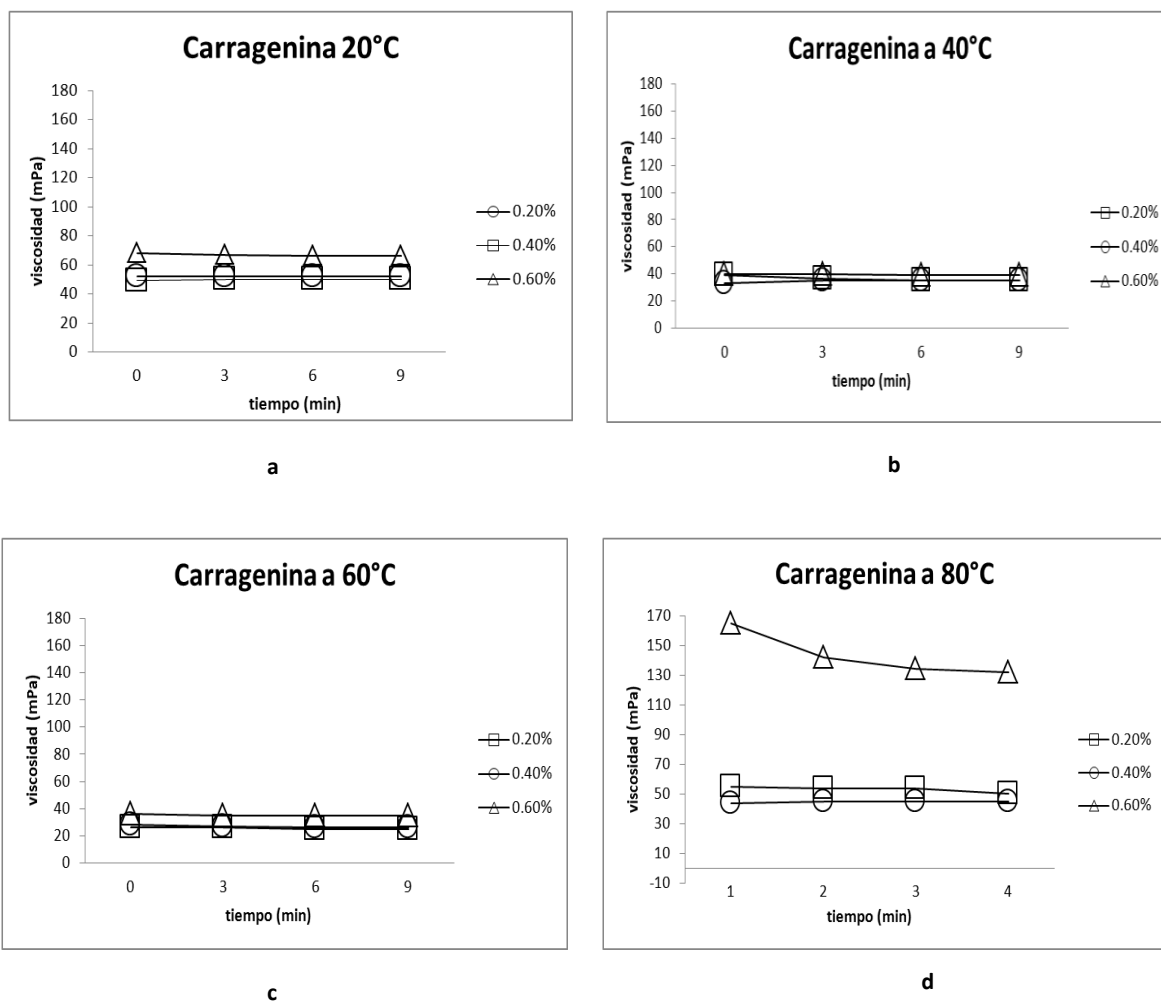 Carragenina 20°C
180
160
140
120
100
80
60
40
20
0
viscosidad (mPa)
0 3 6 9
tiempo (min)
0.20%
0.40%
0.60%
a
Carragenina a 40°C
180
160
140
120
100
80
60
40
20
0
viscosidad (mPa)
0 3 6 9
tiempo (min)
0.20%
0.40%
0.60%
b
Carragenina a 60°C
180
160
140
120
100
80
60
40
20
0
viscosidad (mPa)
0 3 6 9
tiempo (min)
0.20%
0.40%
0.60%
c
Carragenina a 80°C
170
150
130
110
90
70
50
30
10
-10
viscosidad (mPa)
1 2 3 4
tiempo (min)
0.20%
0.40%
0.60%
d